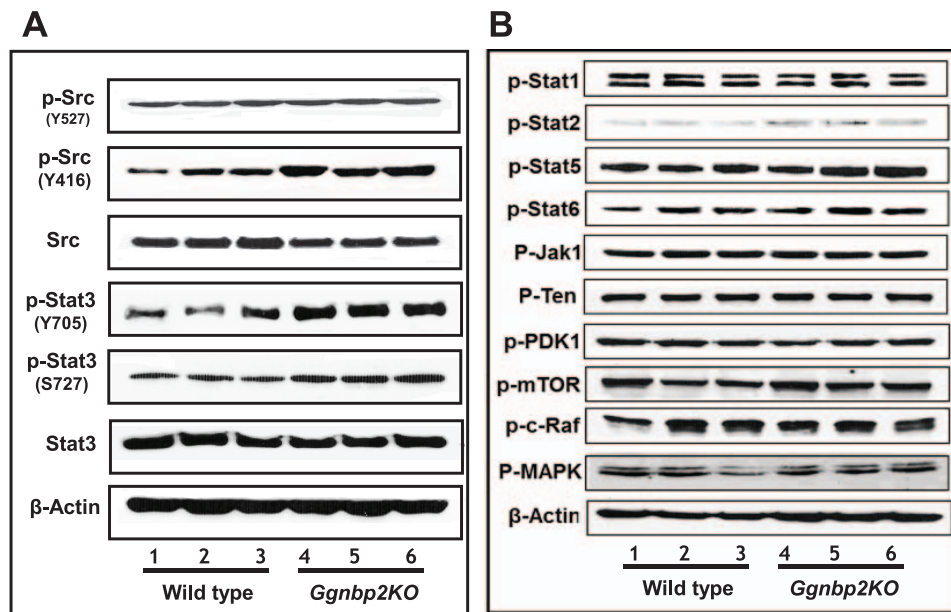 A
p-Src
(Y527)
p-Src
(Y416)
Src
p-Stat3
(Y705)
p-Stat3
(S727)
Stat3
β-Actin
1 2 3 4 5 6
Wild type Ggnbp2KO
B
p-Stat1
p-Stat2
p-Stat5
p-Stat6
P-Jak1
P-Ten
p-PDK1
p-mTOR
p-c-Raf
P-MAPK
β-Actin
1 2 3 4 5 6
Wild type Ggnbp2KO